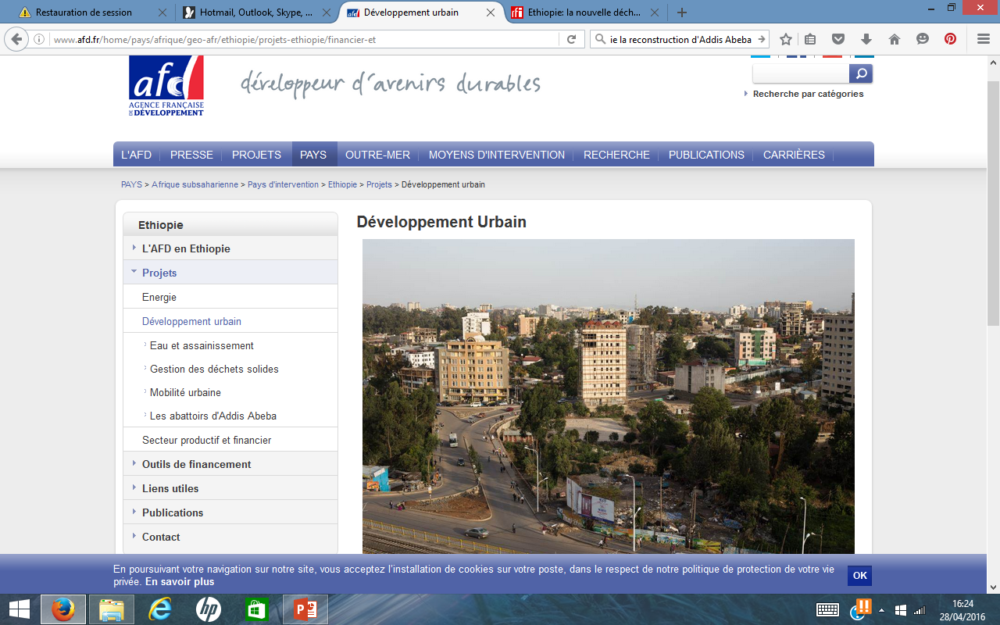 Restauration de session
Hotmail, Outlook, Skype, ...
Développement urbain
Ethiopie: la nouvelle déch...
www.afd.fr/home/pays/afrique/geo-afr/ethiopie/projets-ethiopie/financier-et
ie la reconstruction d'Addis Abeba
afd
AGENCE FRANÇAISE
DE DÉVELOPPEMENT
développeur d'avenirs durables
Recherche par catégories
L'AFD
PRESSE
PROJETS
PAYS
OUTRE-MER
MOYENS D'INTERVENTION
RECHERCHE
PUBLICATIONS
CARRIÈRES
PAYS > Afrique subsaharienne > Pays d'intervention > Ethiopie > Projets > Développement urbain
Ethiopie
L'AFD en Ethiopie
Projets
Energie
Développement urbain
Eau et assainissement
Gestion des déchets solides
Mobilité urbaine
Les abattoirs d'Addis Abeba
Secteur productif et financier
Outils de financement
Liens utiles
Publications
Contact
Développement Urbain
En poursuivant votre navigation sur notre site, vous acceptez l'installation de cookies sur votre poste, dans le respect de notre politique de protection de votre vie
privée. En savoir plus
OK
16:24
28/04/2016